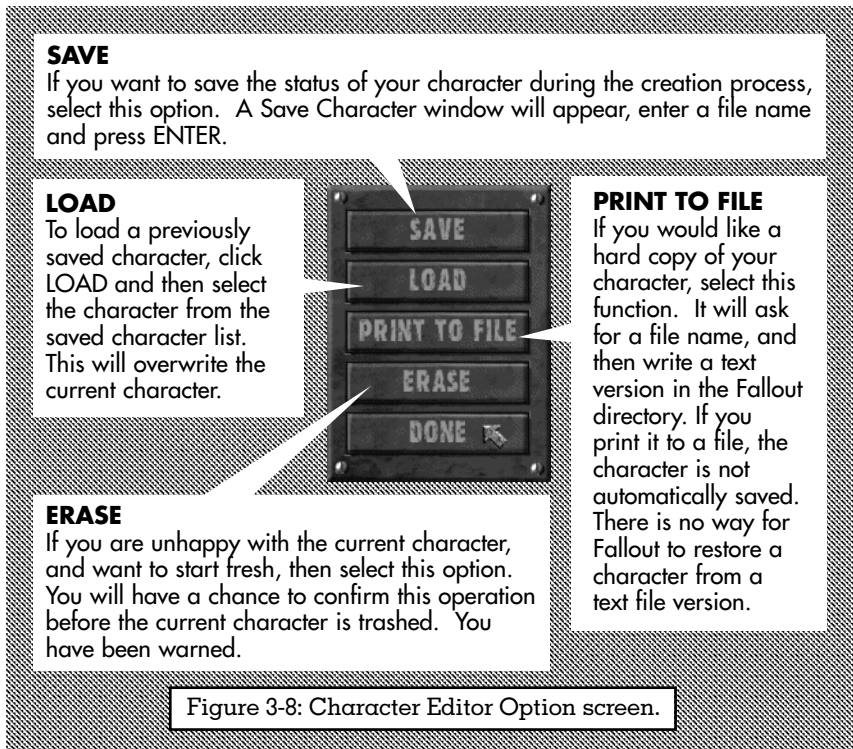 SAVE
If you want to save the status of your character during the creation process,
select this option.  A Save Character window will appear, enter a file name
and press ENTER.
LOAD
To load a previously
saved character, click
LOAD and then select
the character from the
saved character list.
This will overwrite the
current character.
SAVE
LOAD
PRINT TO FILE
ERASE
DONE
PRINT TO FILE
If you would like a
hard copy of your
character, select this
function.  It will ask
for a file name, and
then write a text
version in the Fallout
directory. If you
print it to a file, the
character is not
automatically saved.
There is no way for
Fallout to restore a
character from a
text file version.
ERASE
If you are unhappy with the current character,
and want to start fresh, then select this option.
You will have a chance to confirm this operation
before the current character is trashed.  You
have been warned.
Figure 3-8: Character Editor Option screen.